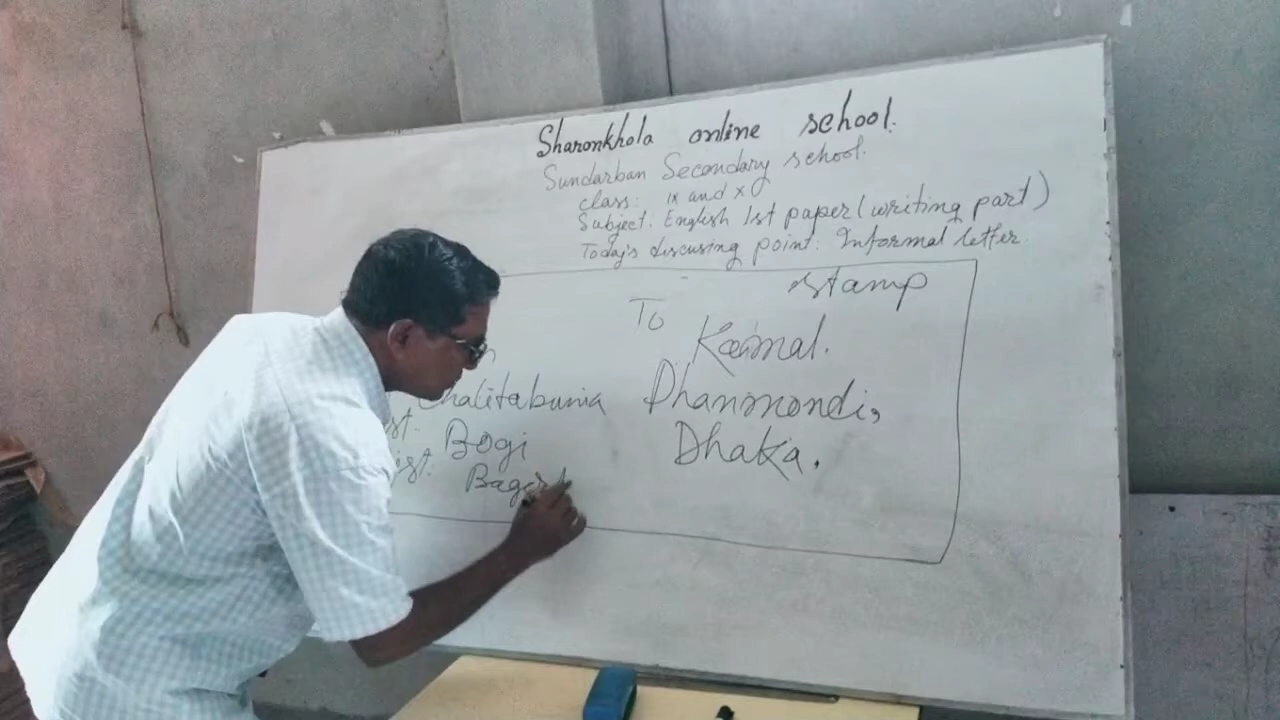 Sharonkhola online school.
Sundarban Secondary school.
class: ix and x
Subject. English 1st paper (writing part)
Today's discusing point: Informal letter.
stamp
To
Kamal.
Dhanmondi,
Dhaka.
Chalitabunia
Bogi